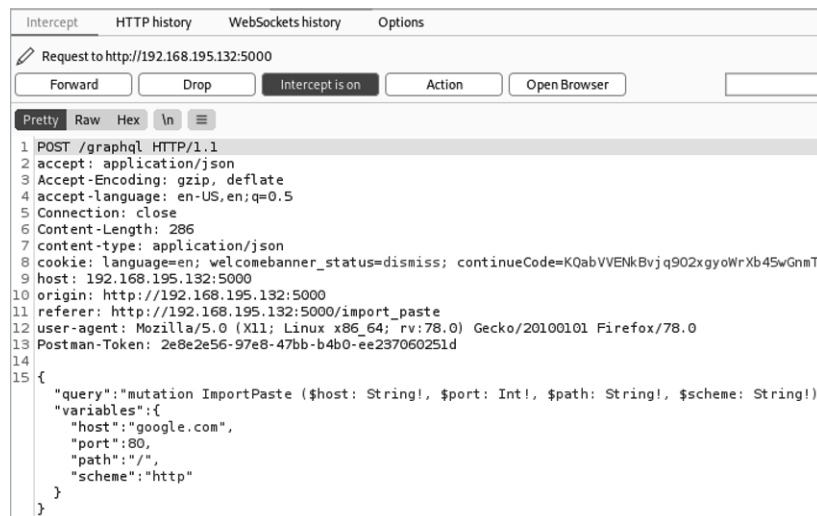 Intercept HTTP history WebSockets history Options
Request to http://192.168.195.132:5000
Forward Drop Intercept is on Action Open Browser
Pretty Raw Hex \n
1 POST /graphql HTTP/1.1
2 accept: application/json
3 Accept-Encoding: gzip, deflate
4 accept-language: en-US,en;q=0.5
5 Connection: close
6 Content-Length: 286
7 content-type: application/json
8 cookie: language=en; welcomebanner_status=dismiss; continueCode=KQabVVENkBvjq9O2xgyoWrXb45wGnmT
9 host: 192.168.195.132:5000
10 origin: http://192.168.195.132:5000
11 referer: http://192.168.195.132:5000/import_paste
12 user-agent: Mozilla/5.0 (X11; Linux x86_64; rv:78.0) Gecko/20100101 Firefox/78.0
13 Postman-Token: 2e8e2e56-97e8-47bb-b4b0-ee237060251d
14
15 {
"query":"mutation ImportPaste ($host: String!, $port: Int!, $path: String!, $scheme: String!)
"variables":{
"host":"google.com",
"port":80,
"path":"/",
"scheme":"http"
}
}